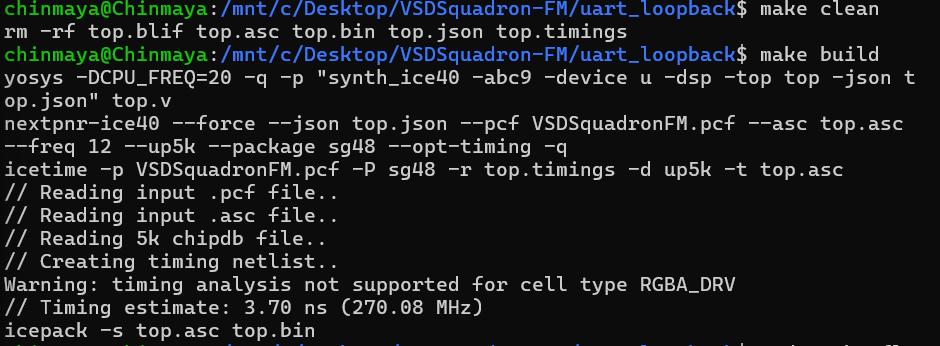 chinmaya@Chinmaya:/mnt/c/Desktop/VSDSquadron-FM/uart_loopback$ make clean
rm -rf top.blif top.asc top.bin top.json top.timings
chinmaya@Chinmaya:/mnt/c/Desktop/VSDSquadron-FM/uart_loopback$ make build
yosys -DCPU_FREQ=20 -q -p "synth_ice40 -abc9 -device u -dsp -top top -json t
op.json" top.v
nextpnr-ice40 --force --json top.json --pcf VSDSquadronFM.pcf --asc top.asc
--freq 12 --up5k --package sg48 --opt-timing -q
icetime -p VSDSquadronFM.pcf -P sg48 -r top.timings -d up5k -t top.asc
// Reading input .pcf file..
// Reading input .asc file..
// Reading 5k chipdb file..
// Creating timing netlist..
Warning: timing analysis not supported for cell type RGBA_DRV
// Timing estimate: 3.70 ns (270.08 MHz)
icepack -s top.asc top.bin